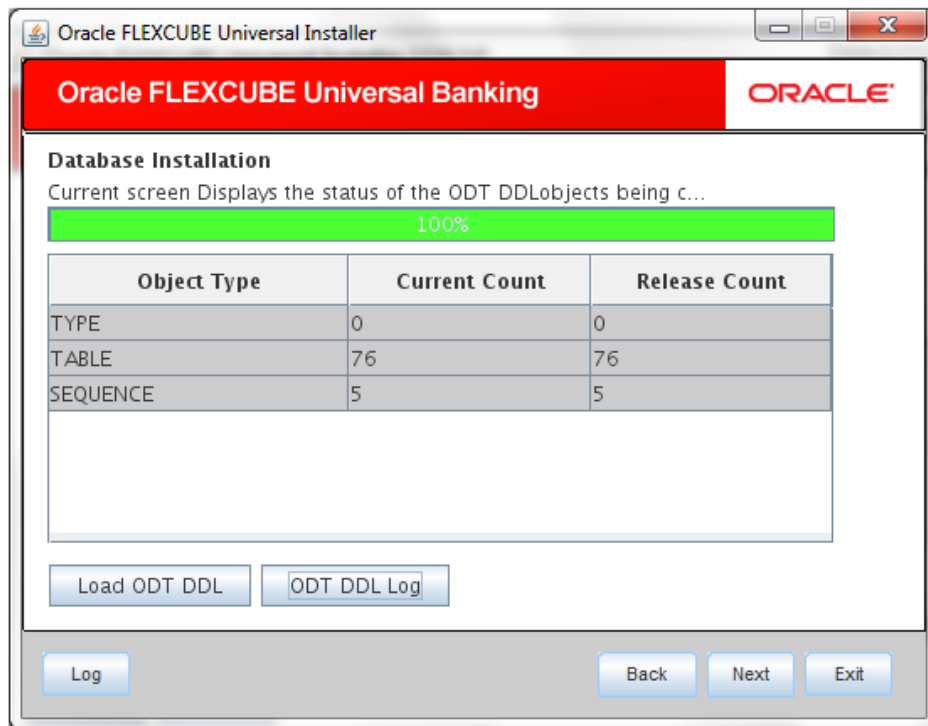 Oracle FLEXCUBE Universal Installer
Oracle FLEXCUBE Universal Banking
ORACLE
Database Installation
Current screen Displays the status of the ODT DDLobjects being c...
100%
Object Type Current Count Release Count
TYPE 0 0
TABLE 76 76
SEQUENCE 5 5
Load ODT DDL ODT DDL Log
Log Back Next Exit